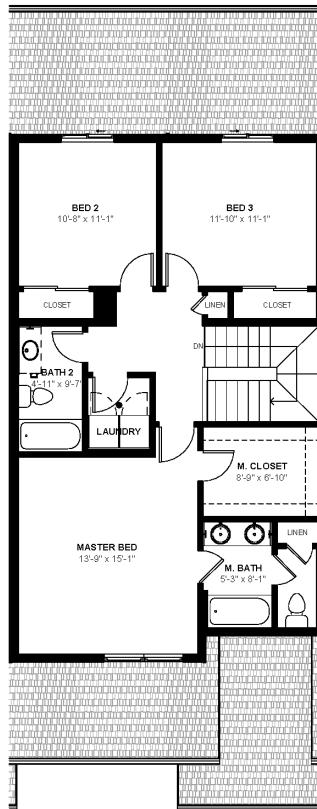 BED 2
10'-8" x 11'-1"
BED 3
11'-10" x 11'-1"
CLOSET
LINEN
CLOSET
DN
BATH 2
4'-11" x 9'-7"
LAUNDRY
M. CLOSET
8'-9" x 6'-10"
MASTER BED
13'-9" x 15'-1"
LINEN
M. BATH
5'-3" x 8'-1"